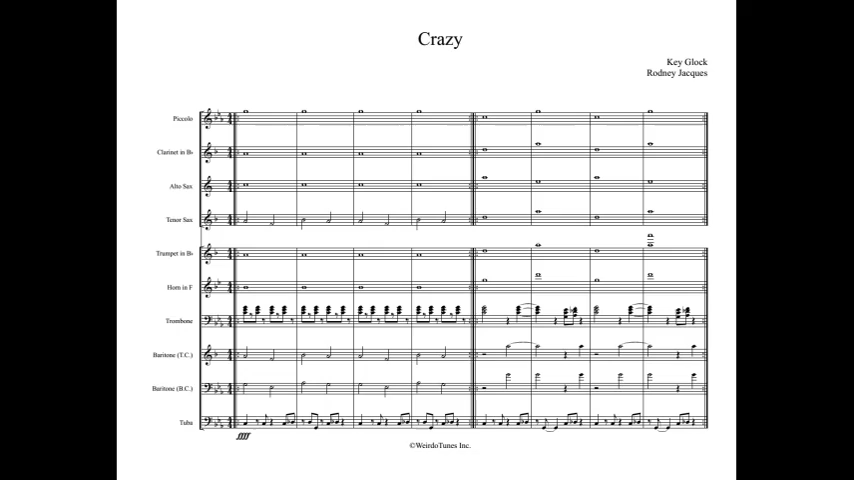 Crazy
Key Glock
Rodney Jacques
Piccolo
Clarinet in B♭
Alto Sax
Tenor Sax
Trumpet in B♭
Horn in F
Trombone
Baritone (T.C.)
Baritone (B.C.)
Tuba
ffff
©WeirdoTunes Inc.